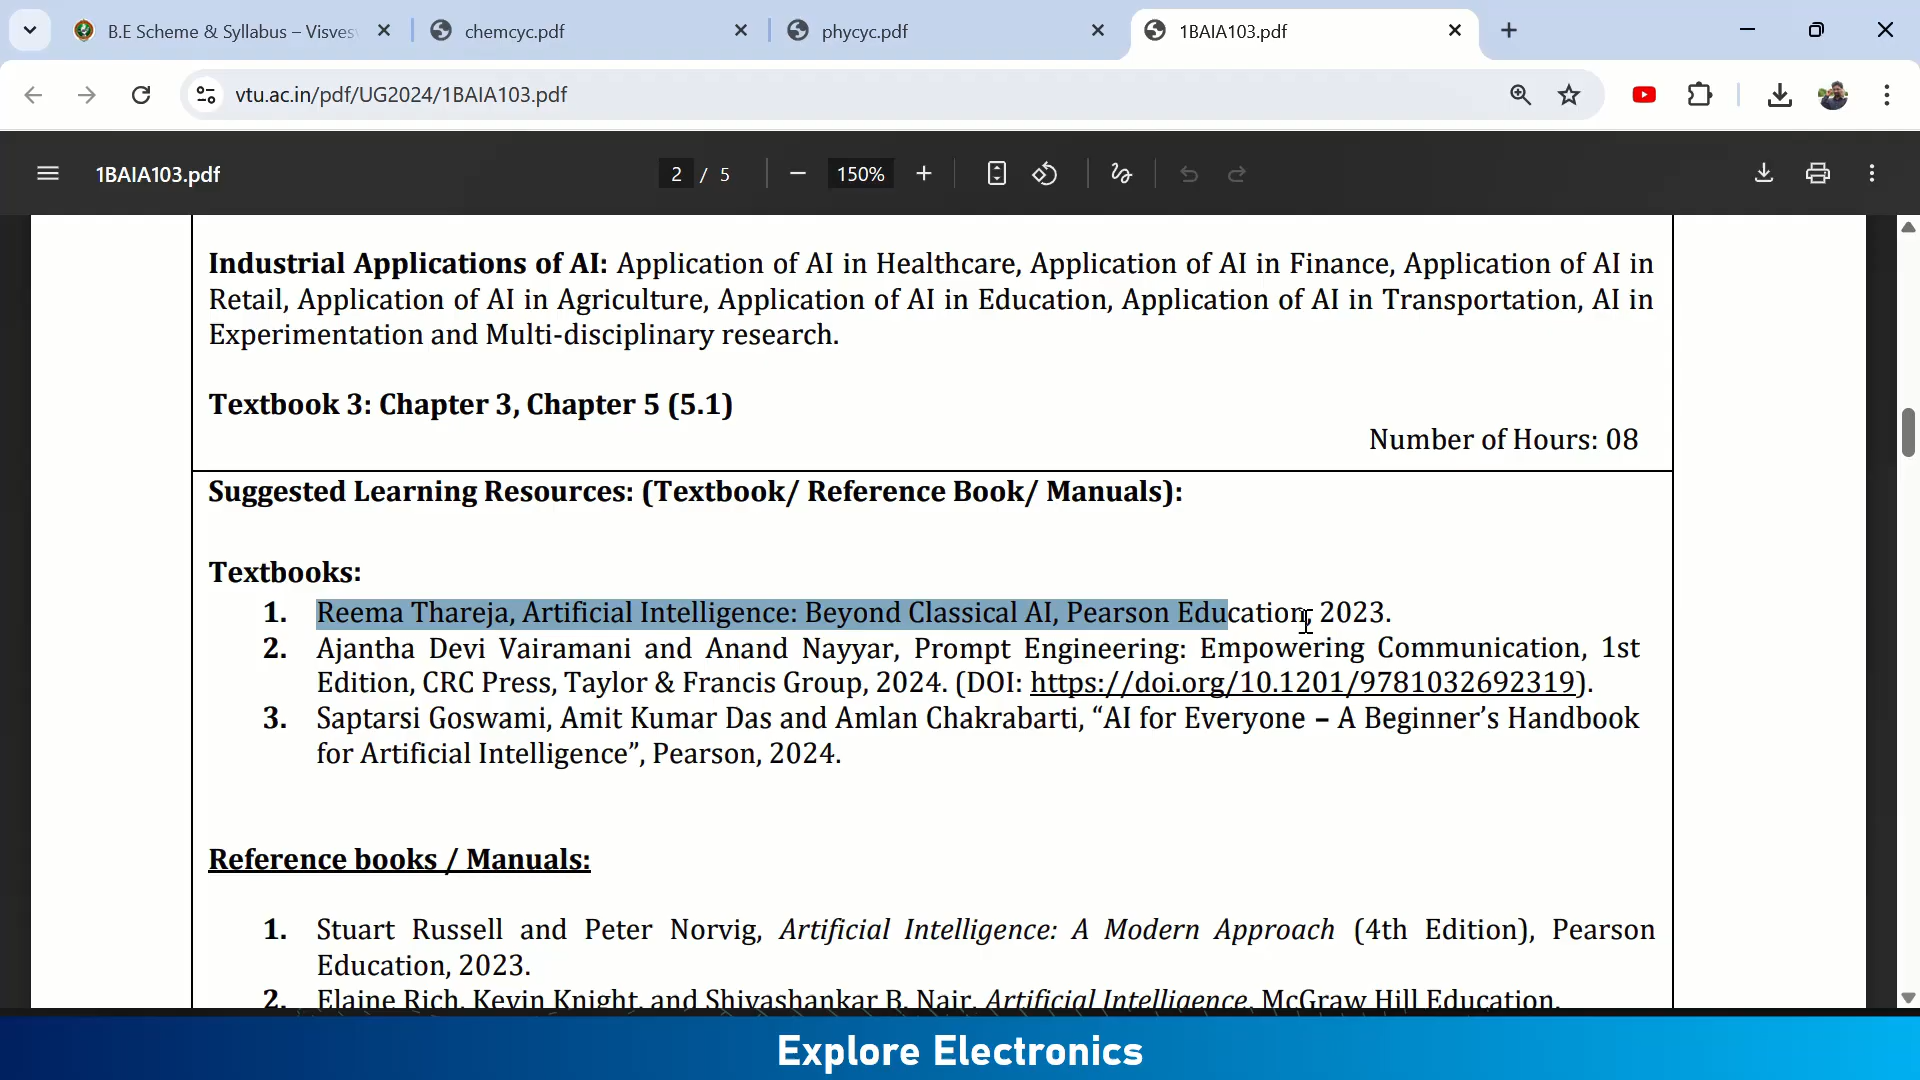 B.E Scheme & Syllabus – Visves
chemcyc.pdf
phycyc.pdf
1BAIA103.pdf
vtu.ac.in/pdf/UG2024/1BAIA103.pdf
1BAIA103.pdf
2 / 5
150%
Industrial Applications of AI: Application of AI in Healthcare, Application of AI in Finance, Application of AI in
Retail, Application of AI in Agriculture, Application of AI in Education, Application of AI in Transportation, AI in
Experimentation and Multi-disciplinary research.
Textbook 3: Chapter 3, Chapter 5 (5.1)
Number of Hours: 08
Suggested Learning Resources: (Textbook/ Reference Book/ Manuals):
Textbooks:
1. Reema Thareja, Artificial Intelligence: Beyond Classical AI, Pearson Education, 2023.
2. Ajantha Devi Vairamani and Anand Nayyar, Prompt Engineering: Empowering Communication, 1st
Edition, CRC Press, Taylor & Francis Group, 2024. (DOI: https://doi.org/10.1201/9781032692319).
3. Saptarsi Goswami, Amit Kumar Das and Amlan Chakrabarti, “AI for Everyone – A Beginner’s Handbook
for Artificial Intelligence”, Pearson, 2024.
Reference books / Manuals:
1. Stuart Russell and Peter Norvig, Artificial Intelligence: A Modern Approach (4th Edition), Pearson
Education, 2023.
2. Elaine Rich, Kevin Knight, and Shivashankar B. Nair, Artificial Intelligence, McGraw Hill Education.
Explore Electronics